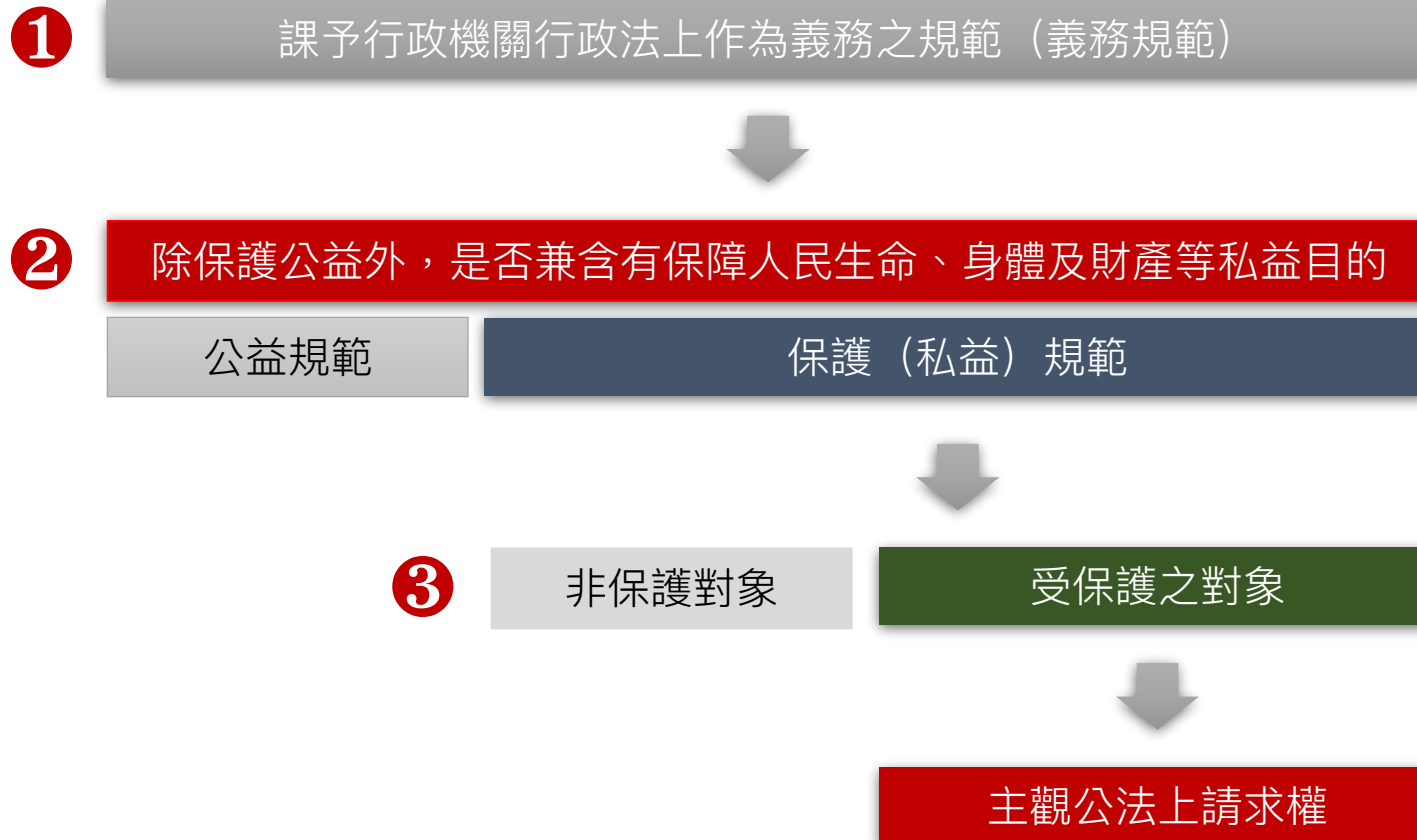 ❶ 課予行政機關行政法上作為義務之規範（義務規範）
❷ 除保護公益外，是否兼含有保障人民生命、身體及財產等私益目的
公益規範 保護（私益）規範
❸ 非保護對象 受保護之對象
主觀公法上請求權